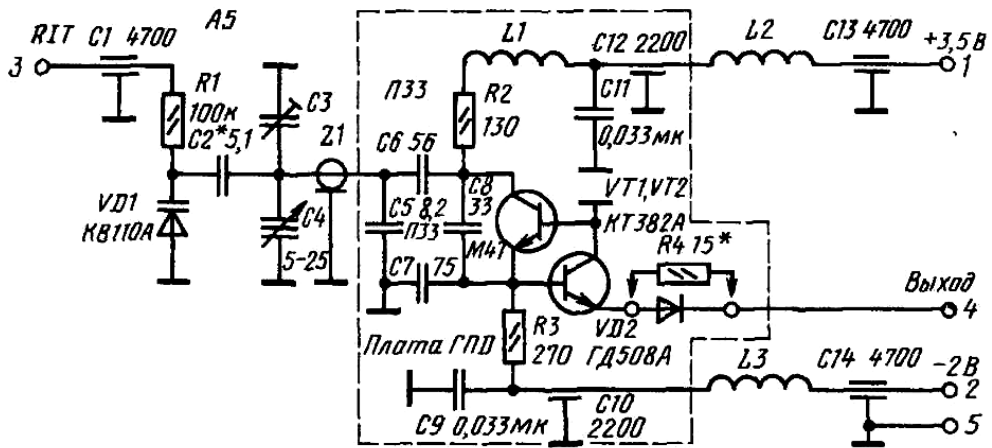 A5
RIT
C1 4700
3
R1
100к
C2*5,1
VD1
КВ110А
C3
C4
5-25
Z1
П33
C6 56
C5 8,2
П33
C7 75
L1
R2
130
C8
33
М47
C12 2200
C11
0,033мк
VT1,VT2
КТ382А
R4 15*
L2
C13 4700
+3,5 В
1
Выход
4
VD2
ГД508А
R3
270
Плата ГПД
C9 0,033мк
C10
2200
L3
C14 4700
-2В
2
5